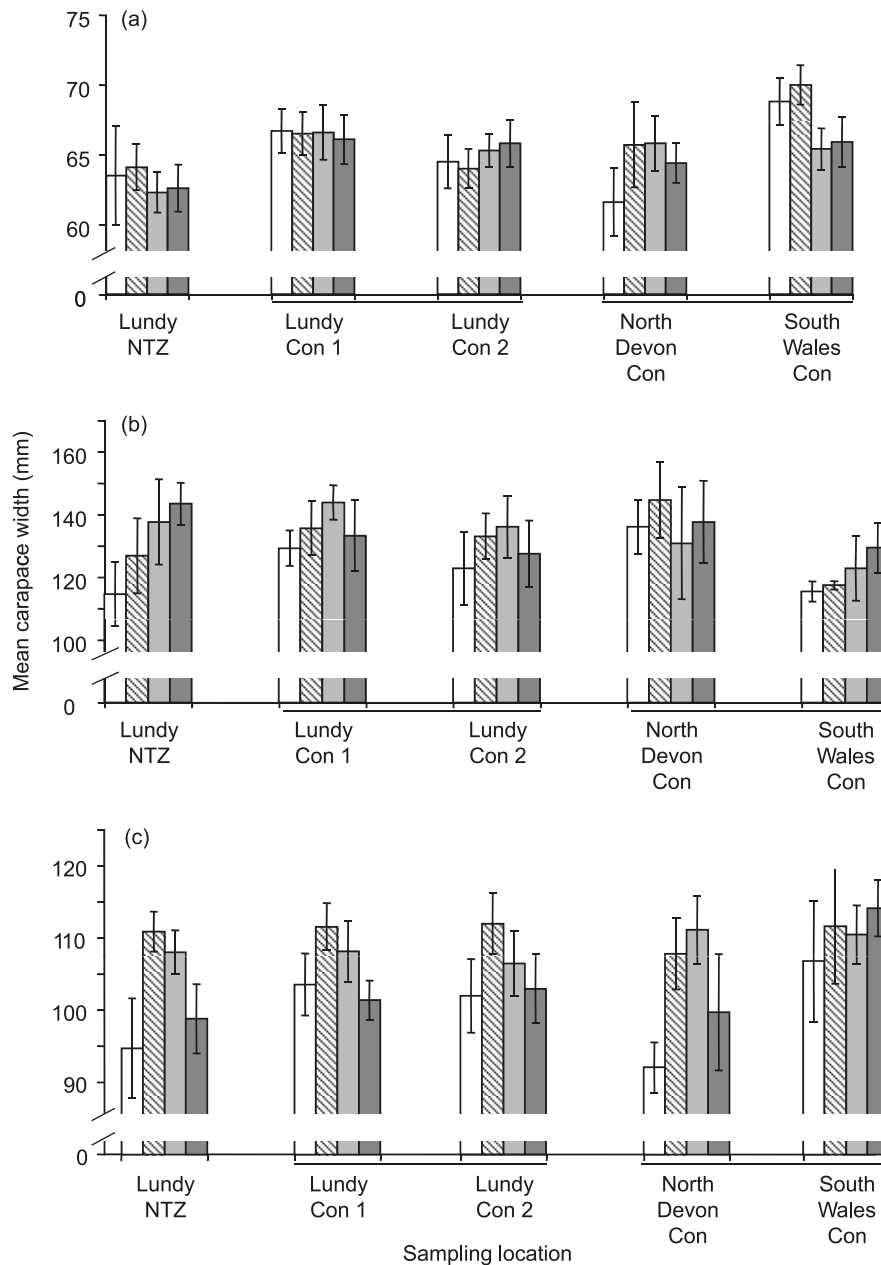 (a)
75
70
65
60
0
Lundy NTZ
Lundy Con 1
Lundy Con 2
North Devon Con
South Wales Con
Mean carapace width (mm)
(b)
160
140
120
100
0
Lundy NTZ
Lundy Con 1
Lundy Con 2
North Devon Con
South Wales Con
(c)
120
110
100
90
0
Lundy NTZ
Lundy Con 1
Lundy Con 2
North Devon Con
South Wales Con
Sampling location